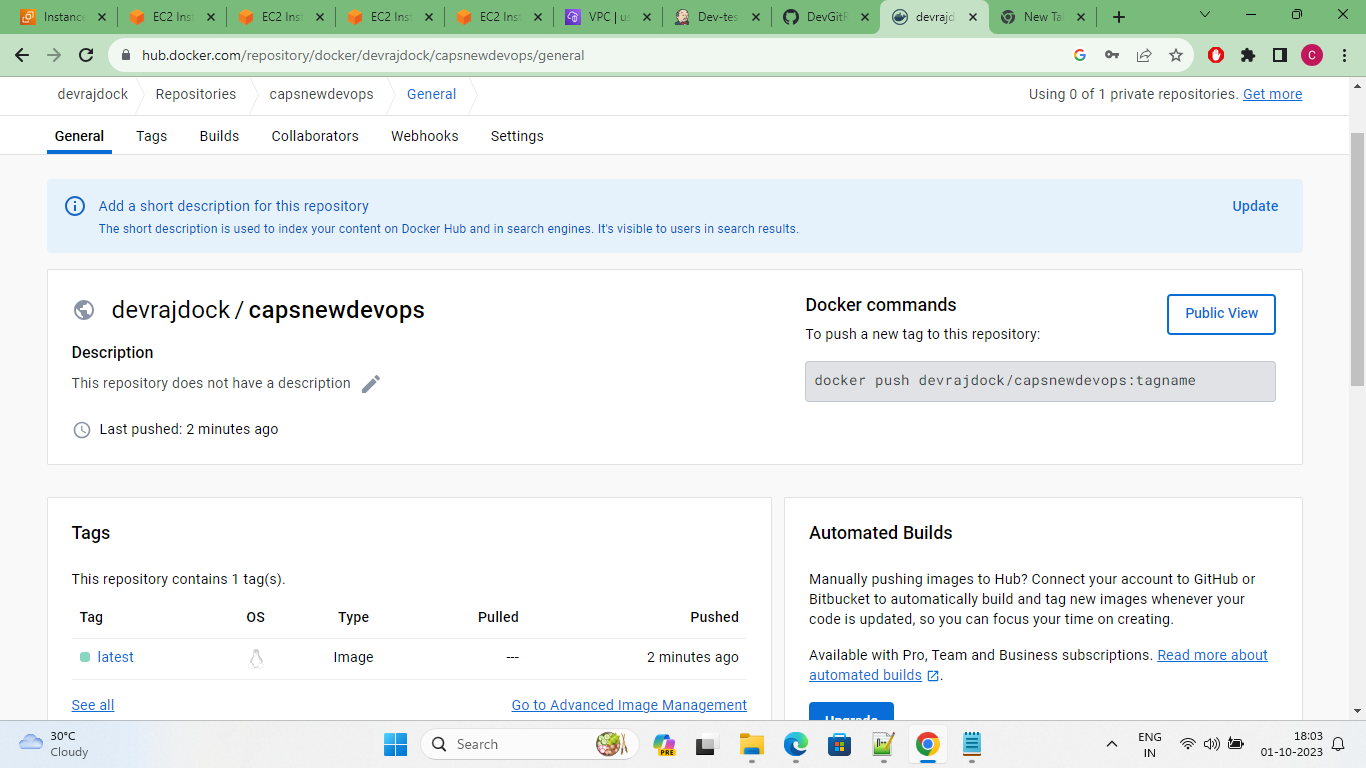 Instance
EC2 Inst
EC2 Inst
EC2 Inst
EC2 Inst
VPC | us
Dev-test
DevGitR
devrajd
New Tab
hub.docker.com/repository/docker/devrajdock/capsnewdevops/general
C
devrajdock Repositories capsnewdevops General
Using 0 of 1 private repositories. Get more
General Tags Builds Collaborators Webhooks Settings
Add a short description for this repository
Update
The short description is used to index your content on Docker Hub and in search engines. It's visible to users in search results.
devrajdock / capsnewdevops
Description
This repository does not have a description
Last pushed: 2 minutes ago
Docker commands
Public View
To push a new tag to this repository:
docker push devrajdock/capsnewdevops:tagname
Tags
This repository contains 1 tag(s).
Tag OS Type Pulled Pushed
latest Image --- 2 minutes ago
See all Go to Advanced Image Management
Automated Builds
Manually pushing images to Hub? Connect your account to GitHub or
Bitbucket to automatically build and tag new images whenever your
code is updated, so you can focus your time on creating.
Available with Pro, Team and Business subscriptions. Read more about
automated builds .
Upgrade
30°C
Cloudy
Search
PRE
ENG
IN
18:03
01-10-2023